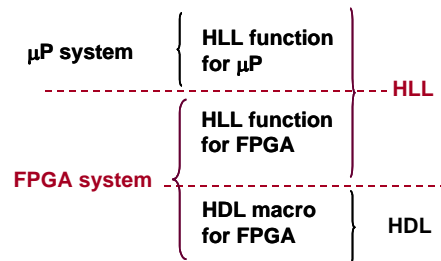 μP system
HLL function
for μP
HLL
HLL function
for FPGA
FPGA system
HDL macro
for FPGA
HDL